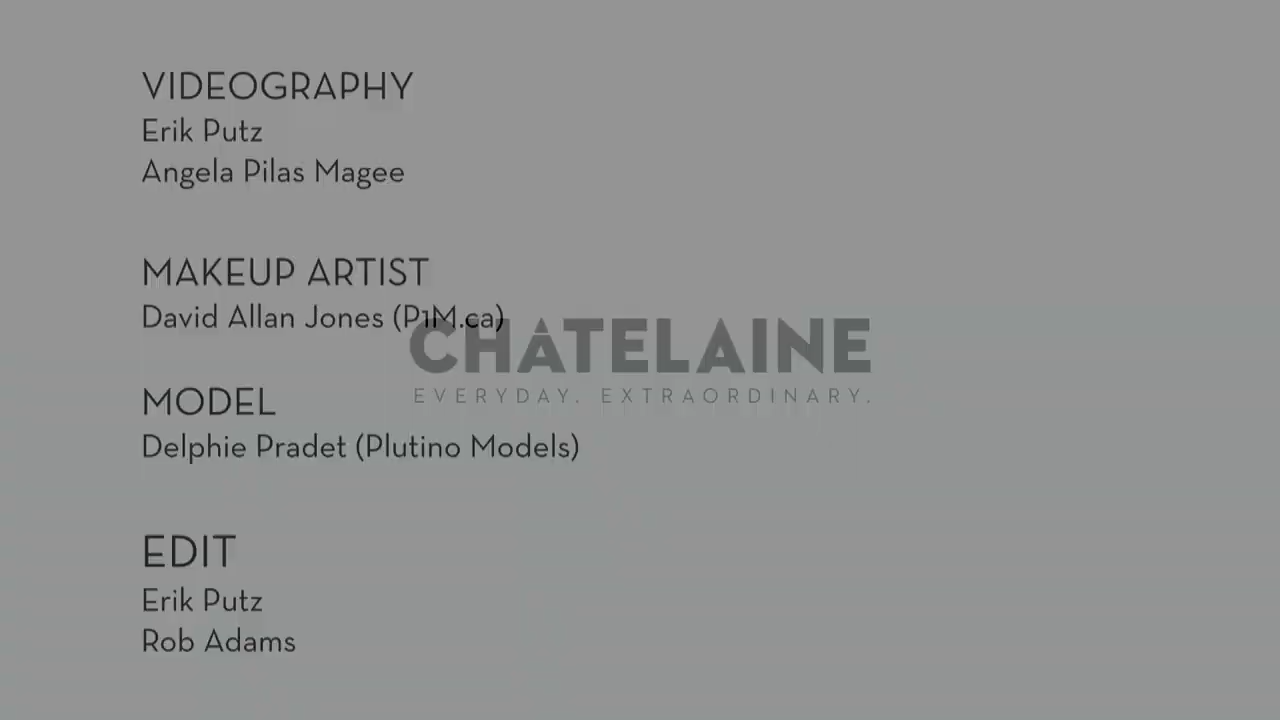 VIDEOGRAPHY
Erik Putz
Angela Pilas Magee
MAKEUP ARTIST
David Allan Jones (P1M.ca)
CHÂTELAINE
EVERYDAY. EXTRAORDINARY.
MODEL
Delphie Pradet (Plutino Models)
EDIT
Erik Putz
Rob Adams